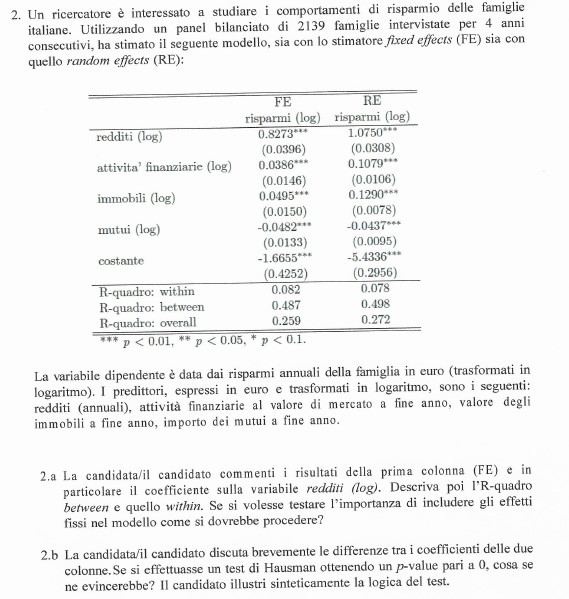 2. Un ricercatore è interessato a studiare i comportamenti di risparmio delle famiglie
italiane. Utilizzando un panel bilanciato di 2139 famiglie intervistate per 4 anni
consecutivi, ha stimato il seguente modello, sia con lo stimatore fixed effects (FE) sia con
quello random effects (RE):
FE RE
risparmi (log) risparmi (log)
redditi (log) 0.8273*** 1.0750***
(0.0396) (0.0308)
attivita' finanziarie (log) 0.0386*** 0.1079***
(0.0146) (0.0106)
immobili (log) 0.0495*** 0.1290***
(0.0150) (0.0078)
mutui (log) -0.0482*** -0.0437***
(0.0133) (0.0095)
costante -1.6655*** -5.4336***
(0.4252) (0.2956)
R-quadro: within 0.082 0.078
R-quadro: between 0.487 0.498
R-quadro: overall 0.259 0.272
*** p < 0.01, ** p < 0.05, * p < 0.1.
La variabile dipendente è data dai risparmi annuali della famiglia in euro (trasformati in
logaritmo). I predittori, espressi in euro e trasformati in logaritmo, sono i seguenti:
redditi (annuali), attività finanziarie al valore di mercato a fine anno, valore degli
immobili a fine anno, importo dei mutui a fine anno.
2.a La candidata/il candidato commenti i risultati della prima colonna (FE) e in
particolare il coefficiente sulla variabile redditi (log). Descriva poi l'R-quadro
between e quello within. Se si volesse testare l'importanza di includere gli effetti
fissi nel modello come si dovrebbe procedere?
2.b La candidata/il candidato discuta brevemente le differenze tra i coefficienti delle due
colonne. Se si effettuasse un test di Hausman ottenendo un p-value pari a 0, cosa se
ne evincerebbe? Il candidato illustri sinteticamente la logica del test.